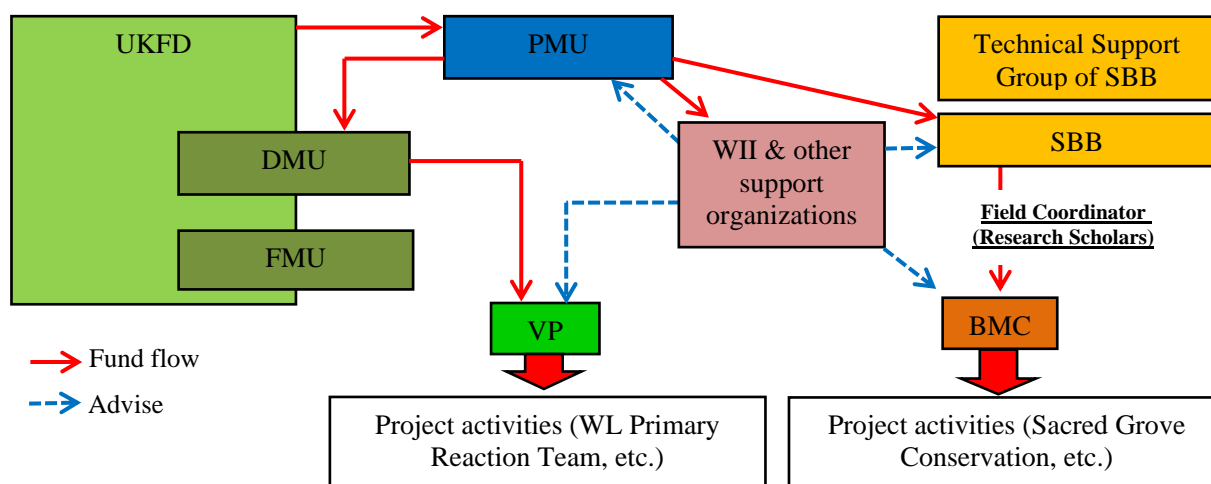 UKFD
PMU
Technical Support
Group of SBB
DMU
WII & other
support
organizations
SBB
Field Coordinator
(Research Scholars)
FMU
VP
BMC
Fund flow
Advise
Project activities (WL Primary
Reaction Team, etc.)
Project activities (Sacred Grove
Conservation, etc.)